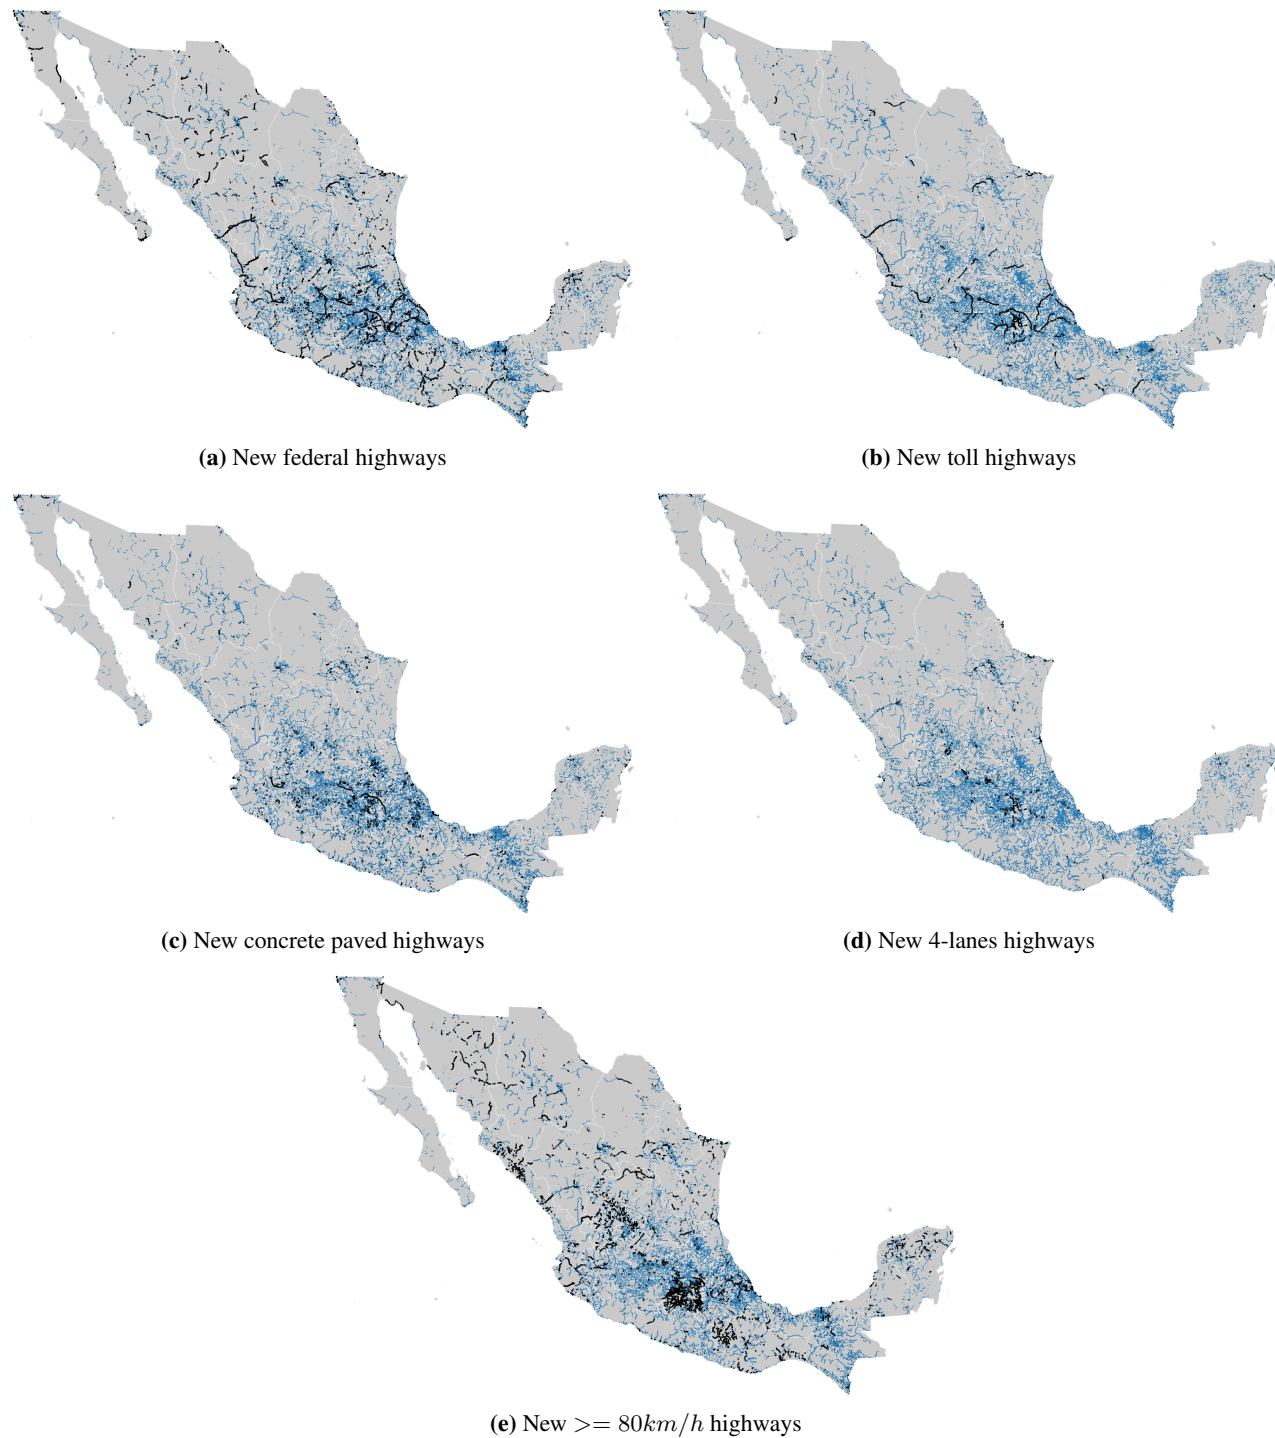 (a) New federal highways
(b) New toll highways
(c) New concrete paved highways
(d) New 4-lanes highways
(e) New >= 80km/h highways